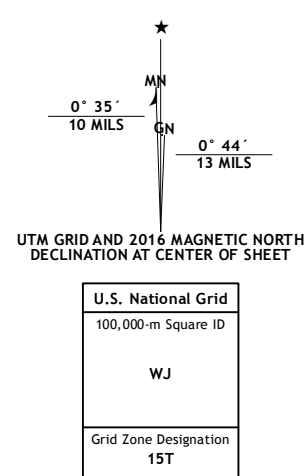 MN
0° 35´
10 MILS
GN
0° 44´
13 MILS
UTM GRID AND 2016 MAGNETIC NORTH
DECLINATION AT CENTER OF SHEET
U.S. National Grid
100,000-m Square ID
WJ
Grid Zone Designation
15T